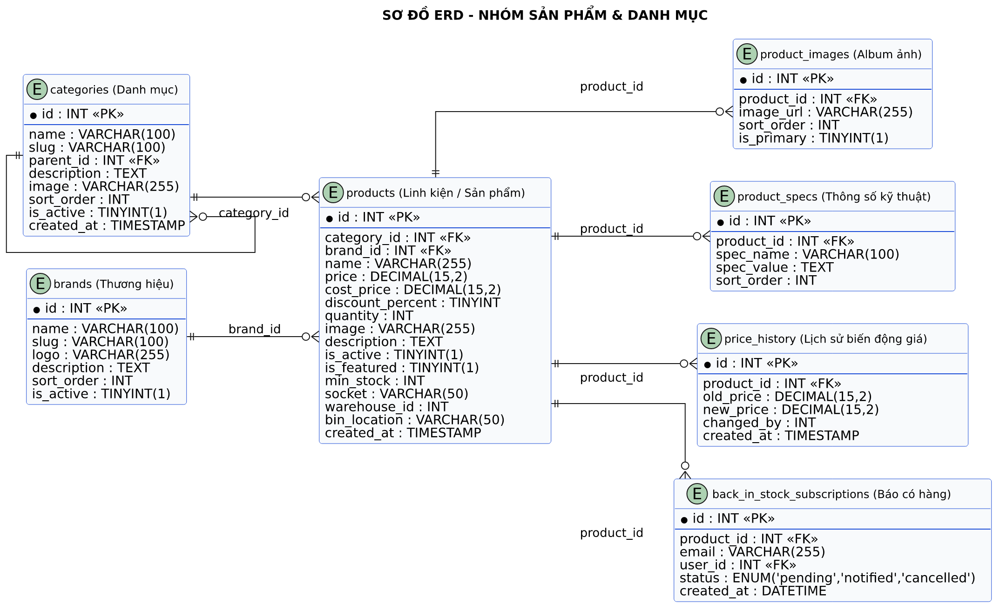 SƠ ĐỒ ERD - NHÓM SẢN PHẨM & DANH MỤC
E categories (Danh mục)
id : INT «PK»
name : VARCHAR(100)
slug : VARCHAR(100)
parent_id : INT «FK»
description : TEXT
image : VARCHAR(255)
sort_order : INT
is_active : TINYINT(1)
created_at : TIMESTAMP
category_id
E brands (Thương hiệu)
id : INT «PK»
name : VARCHAR(100)
slug : VARCHAR(100)
logo : VARCHAR(255)
description : TEXT
sort_order : INT
is_active : TINYINT(1)
brand_id
E products (Linh kiện / Sản phẩm)
id : INT «PK»
category_id : INT «FK»
brand_id : INT «FK»
name : VARCHAR(255)
price : DECIMAL(15,2)
cost_price : DECIMAL(15,2)
discount_percent : TINYINT
quantity : INT
image : VARCHAR(255)
description : TEXT
is_active : TINYINT(1)
is_featured : TINYINT(1)
min_stock : INT
socket : VARCHAR(50)
warehouse_id : INT
bin_location : VARCHAR(50)
created_at : TIMESTAMP
product_id
E product_images (Album ảnh)
id : INT «PK»
product_id : INT «FK»
image_url : VARCHAR(255)
sort_order : INT
is_primary : TINYINT(1)
product_id
E product_specs (Thông số kỹ thuật)
id : INT «PK»
product_id : INT «FK»
spec_name : VARCHAR(100)
spec_value : TEXT
sort_order : INT
product_id
E price_history (Lịch sử biến động giá)
id : INT «PK»
product_id : INT «FK»
old_price : DECIMAL(15,2)
new_price : DECIMAL(15,2)
changed_by : INT
created_at : TIMESTAMP
product_id
E back_in_stock_subscriptions (Báo có hàng)
id : INT «PK»
product_id : INT «FK»
email : VARCHAR(255)
user_id : INT «FK»
status : ENUM('pending','notified','cancelled')
created_at : DATETIME